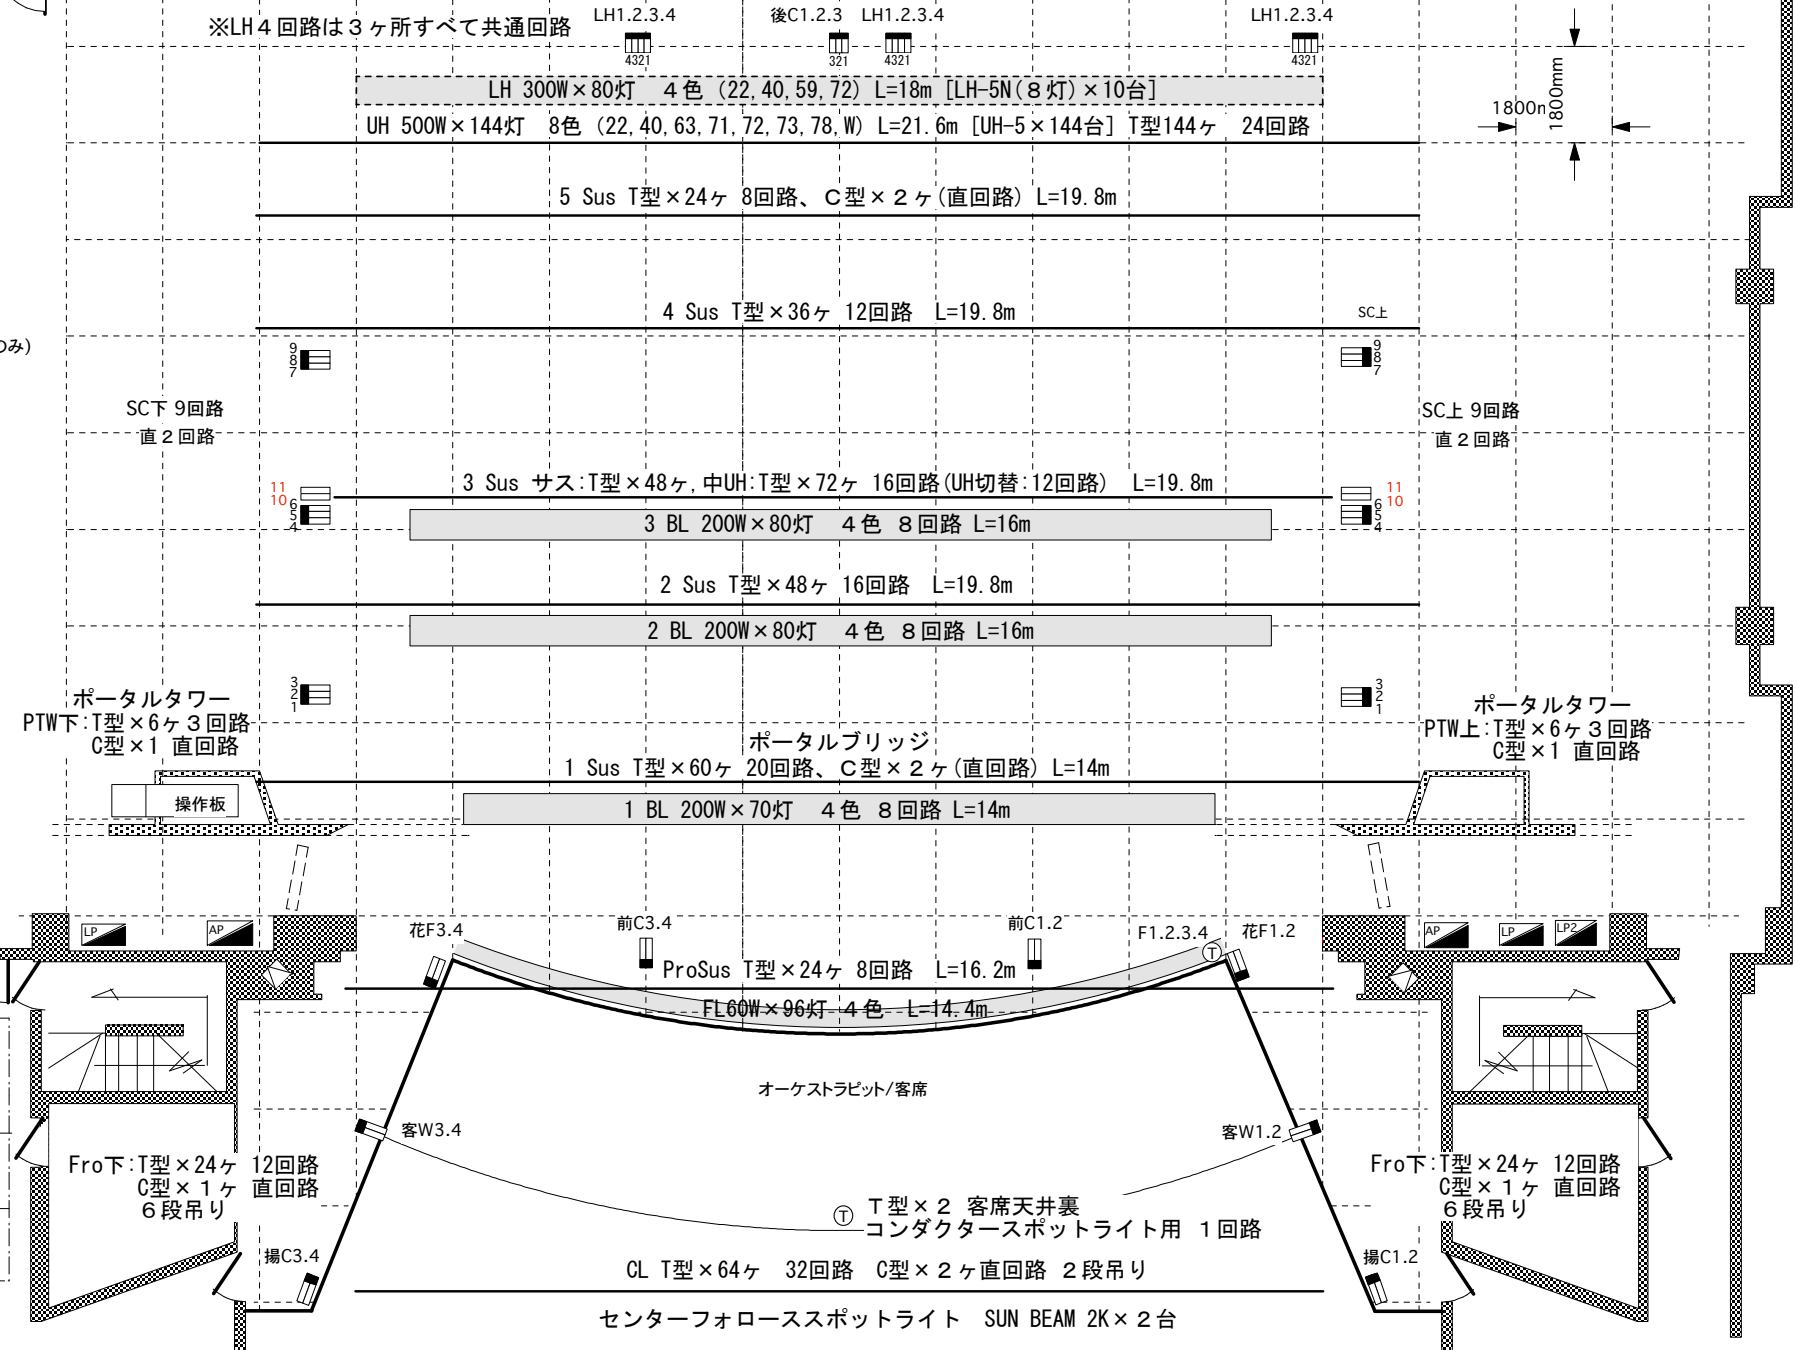 LH1.2.3.4
後C1.2.3
LH1.2.3.4
LH1.2.3.4
※LH４回路は３ヶ所すべて共通回路
4321
321
4321
4321
LH 300W×80灯　４色 (22,40,59,72) L=18m [LH-5N(８灯)×10台]
1800mm
UH 500W×144灯　8色 (22,40,63,71,72,73,78,W) L=21.6m [UH-5×144台] T型144ヶ　24回路
5 Sus T型×24ヶ 8回路、Ｃ型×２ヶ(直回路) L=19.8m
4 Sus T型×36ヶ 12回路　L=19.8m
SC上
のみ)
9
8
7
9
8
7
SC下 9回路
直２回路
SC上 9回路
直２回路
3 Sus サス:T型×48ヶ,中UH:T型×72ヶ 16回路(UH切替:12回路)　L=19.8m
11
10
6
5
4
11
10
6
5
4
3 BL 200W×80灯　４色 ８回路 L=16m
2 Sus T型×48ヶ 16回路　L=19.8m
2 BL 200W×80灯　４色 ８回路 L=16m
3
2
1
3
2
1
ポータルタワー
PTW下:T型×6ヶ３回路
C型×1 直回路
ポータルタワー
PTW上:T型×6ヶ３回路
C型×1 直回路
ポータルブリッジ
1 Sus T型×60ヶ 20回路、Ｃ型×２ヶ(直回路) L=14m
操作板
1 BL 200W×70灯　４色 ８回路 L=14m
LP
AP
花F3.4
前C3.4
前C1.2
F1.2.3.4
花F1.2
AP
LP
LP2
T
ProSus T型×24ヶ 8回路　L=16.2m
FL60W×96灯 ４色　L=14.4m
オーケストラピット/客席
客W3.4
客W1.2
Fro下:T型×24ヶ 12回路
C型×１ヶ 直回路
６段吊り
Fro下:T型×24ヶ 12回路
C型×１ヶ 直回路
６段吊り
T
Ｔ型×２ 客席天井裏
コンダクタースポットライト用 １回路
揚C3.4
揚C1.2
CL T型×64ヶ　32回路　C型×２ヶ直回路 ２段吊り
センターフォローススポットライト　SUN BEAM 2K×２台